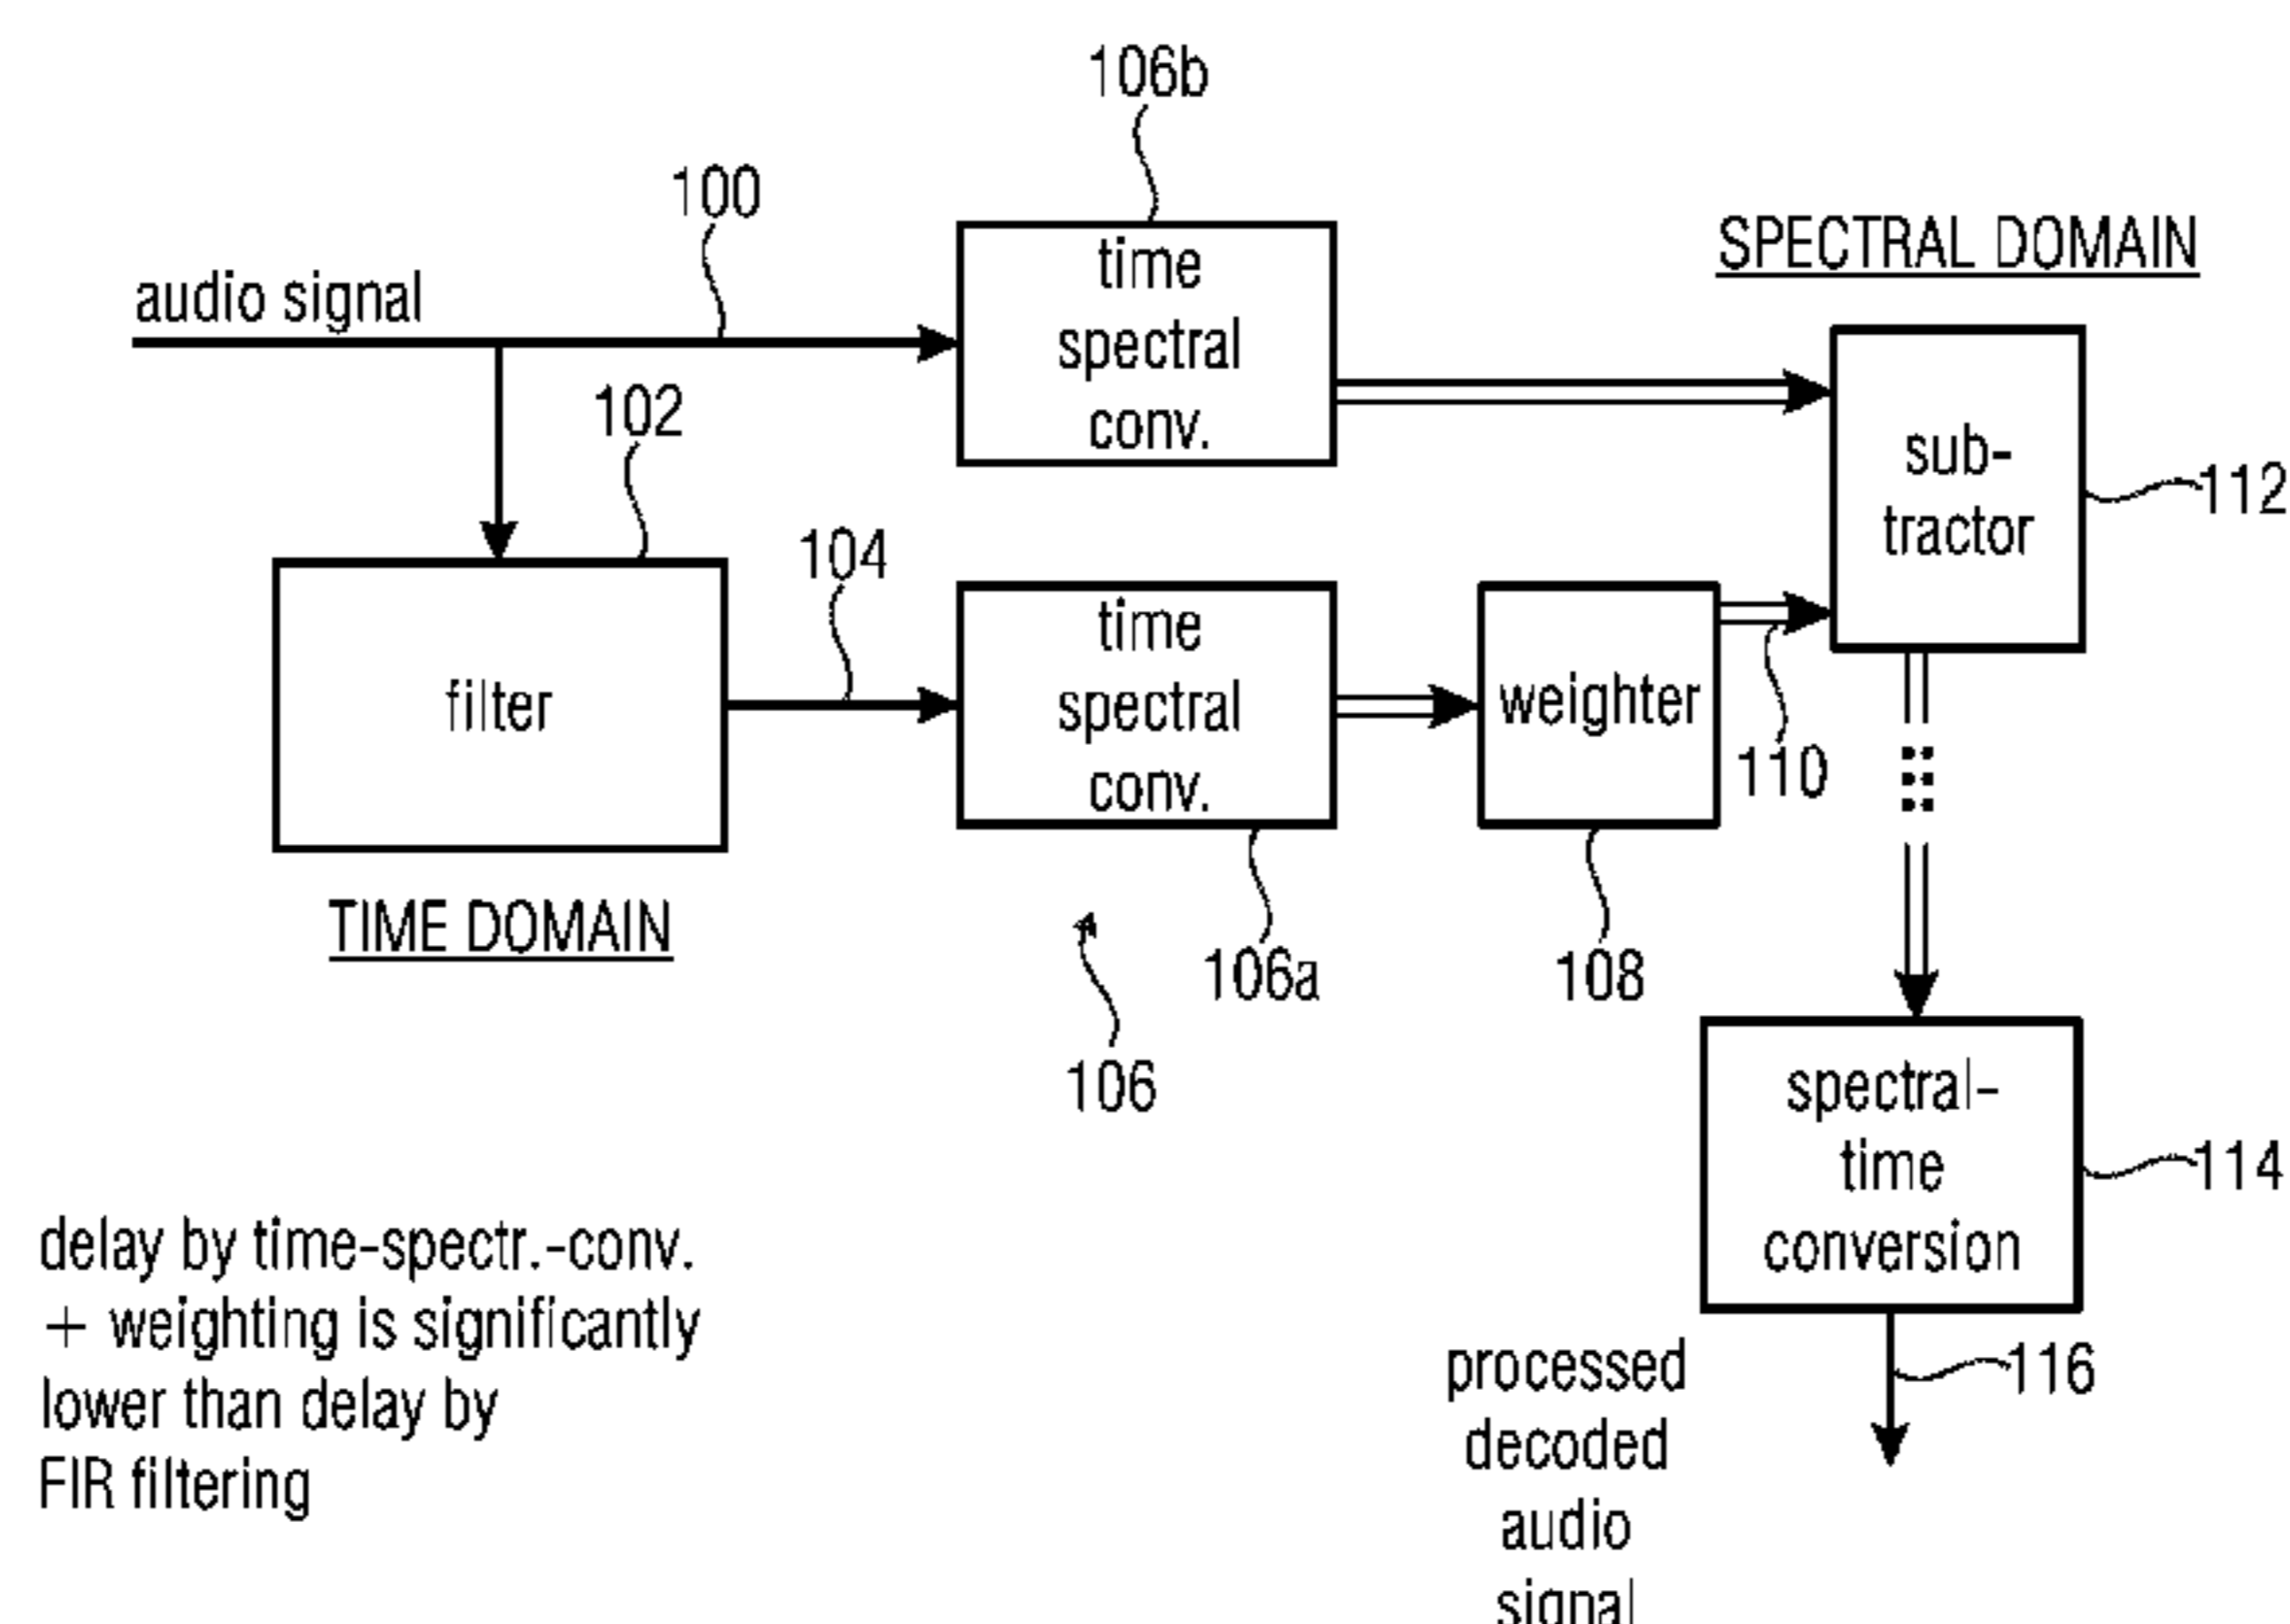 106b
100
audio signal
time
spectral
conv.
SPECTRAL DOMAIN
102
sub-
tractor
112
104
filter
time
spectral
conv.
weighter
110
TIME DOMAIN
106a
108
106
spectral-
time
conversion
114
delay by time-spectr.-conv.
+ weighting is significantly
lower than delay by
FIR filtering
processed
decoded
audio
signal
116